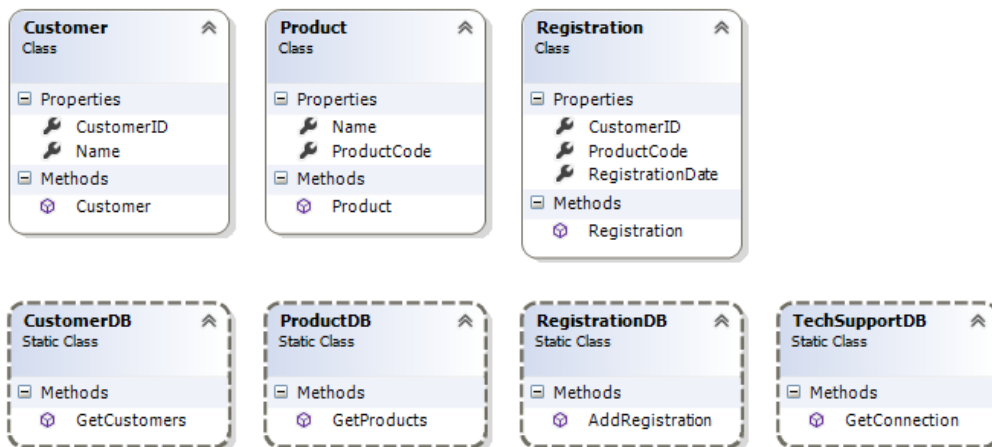 Customer
Class
Properties
CustomerID
Name
Methods
Customer
Product
Class
Properties
Name
ProductCode
Methods
Product
Registration
Class
Properties
CustomerID
ProductCode
RegistrationDate
Methods
Registration
CustomerDB
Static Class
Methods
GetCustomers
ProductDB
Static Class
Methods
GetProducts
RegistrationDB
Static Class
Methods
AddRegistration
TechSupportDB
Static Class
Methods
GetConnection